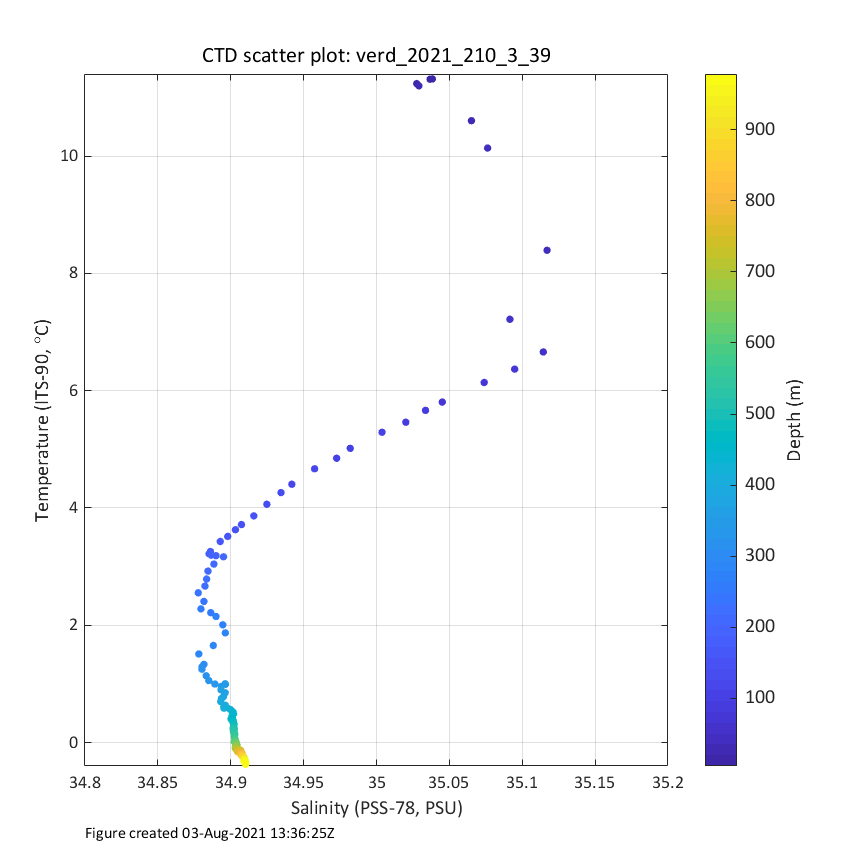 CTD scatter plot: verd_2021_210_3_39
10
8
6
4
2
0
Temperature (ITS-90, °C)
34.8 34.85 34.9 34.95 35 35.05 35.1 35.15 35.2
Salinity (PSS-78, PSU)
900
800
700
600
500
400
300
200
100
Depth (m)
Figure created 03-Aug-2021 13:36:25Z